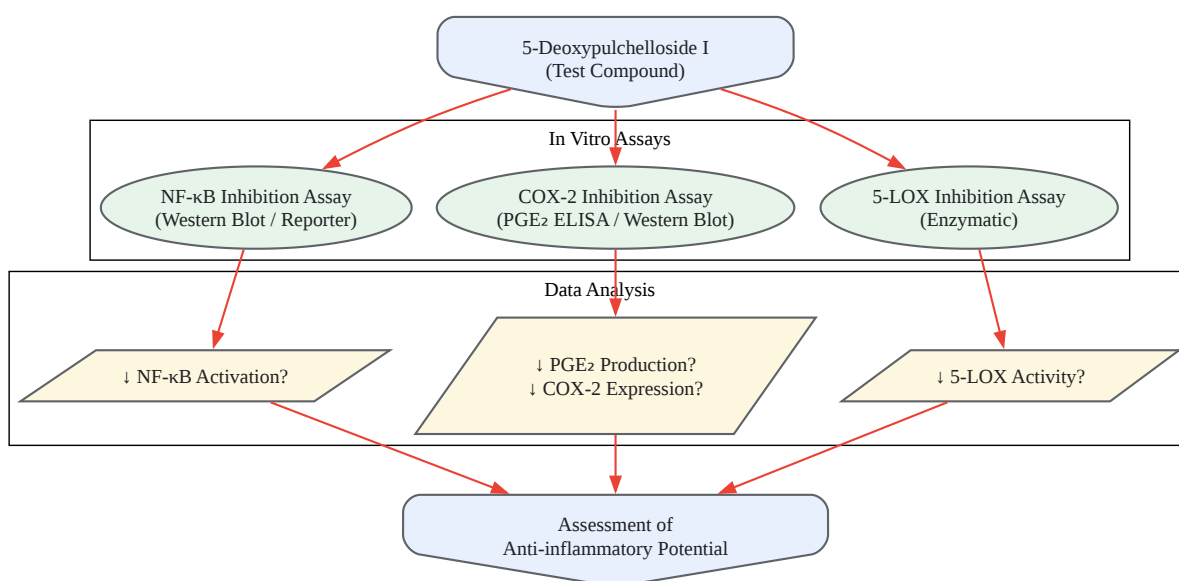 5-Deoxypulchelloside I
(Test Compound)
In Vitro Assays
NF-κB Inhibition Assay
(Western Blot / Reporter)
COX-2 Inhibition Assay
(PGE₂ ELISA / Western Blot)
5-LOX Inhibition Assay
(Enzymatic)
Data Analysis
↓ NF-κB Activation?
↓ PGE₂ Production?
↓ COX-2 Expression?
↓ 5-LOX Activity?
Assessment of
Anti-inflammatory Potential